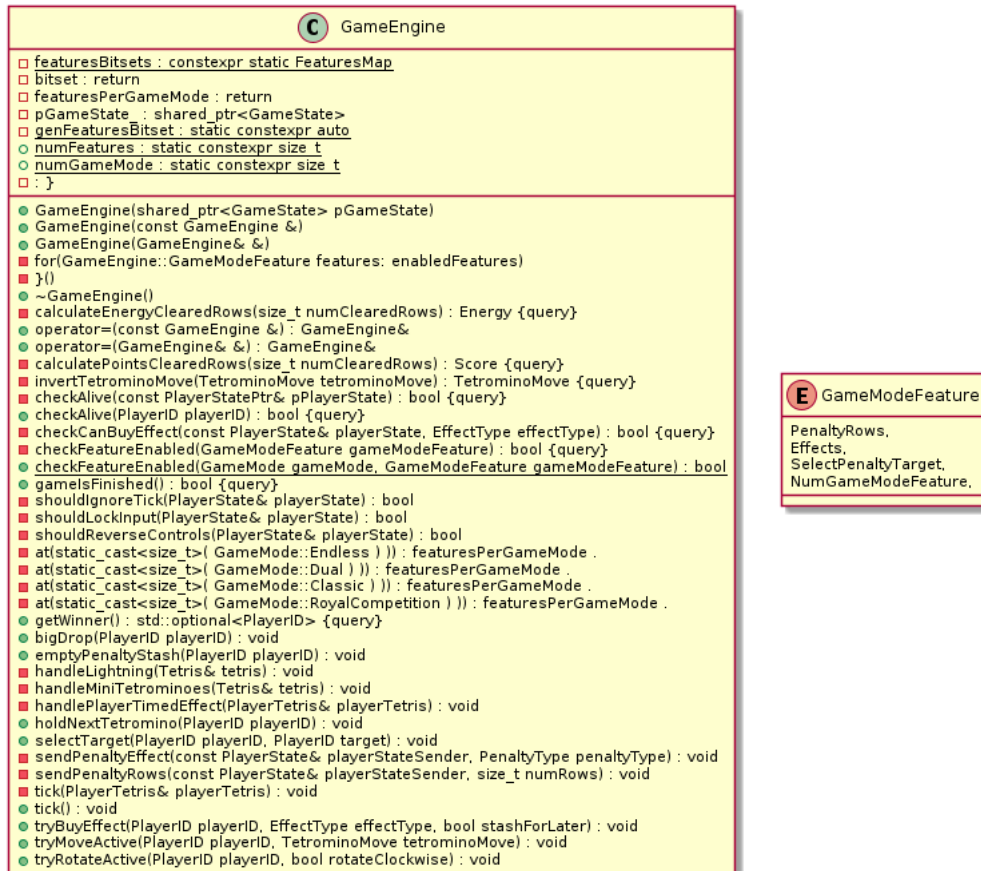 C GameEngine
featuresBitsets : constexpr static FeaturesMap
bitset : return
featuresPerGameMode : return
pGameState_ : shared_ptr<GameState>
genFeaturesBitset : static constexpr auto
numFeatures : static constexpr size_t
numGameMode : static constexpr size_t
: }
GameEngine(shared_ptr<GameState> pGameState)
GameEngine(const GameEngine &)
GameEngine(GameEngine& &)
for(GameEngine::GameModeFeature features: enabledFeatures)
}()
~GameEngine()
calculateEnergyClearedRows(size_t numClearedRows) : Energy {query}
operator=(const GameEngine &) : GameEngine&
operator=(GameEngine& &) : GameEngine&
calculatePointsClearedRows(size_t numClearedRows) : Score {query}
invertTetrominoMove(TetrominoMove tetrominoMove) : TetrominoMove {query}
checkAlive(const PlayerStatePtr& pPlayerState) : bool {query}
checkAlive(PlayerID playerID) : bool {query}
checkCanBuyEffect(const PlayerState& playerState, EffectType effectType) : bool {query}
checkFeatureEnabled(GameModeFeature gameModeFeature) : bool {query}
checkFeatureEnabled(GameMode gameMode, GameModeFeature gameModeFeature) : bool
gameIsFinished() : bool {query}
shouldIgnoreTick(PlayerState& playerState) : bool
shouldLockInput(PlayerState& playerState) : bool
shouldReverseControls(PlayerState& playerState) : bool
at(static_cast<size_t>( GameMode::Endless ) )) : featuresPerGameMode .
at(static_cast<size_t>( GameMode::Dual ) )) : featuresPerGameMode .
at(static_cast<size_t>( GameMode::Classic ) )) : featuresPerGameMode .
at(static_cast<size_t>( GameMode::RoyalCompetition ) )) : featuresPerGameMode .
getWinner() : std::optional<PlayerID> {query}
bigDrop(PlayerID playerID) : void
emptyPenaltyStash(PlayerID playerID) : void
handleLightning(Tetris& tetris) : void
handleMiniTetrominoes(Tetris& tetris) : void
handlePlayerTimedEffect(PlayerTetris& playerTetris) : void
holdNextTetromino(PlayerID playerID) : void
selectTarget(PlayerID playerID, PlayerID target) : void
sendPenaltyEffect(const PlayerState& playerStateSender, PenaltyType penaltyType) : void
sendPenaltyRows(const PlayerState& playerStateSender, size_t numRows) : void
tick(PlayerTetris& playerTetris) : void
tick() : void
tryBuyEffect(PlayerID playerID, EffectType effectType, bool stashForLater) : void
tryMoveActive(PlayerID playerID, TetrominoMove tetrominoMove) : void
tryRotateActive(PlayerID playerID, bool rotateClockwise) : void
E GameModeFeature
PenaltyRows,
Effects,
SelectPenaltyTarget,
NumGameModeFeature,